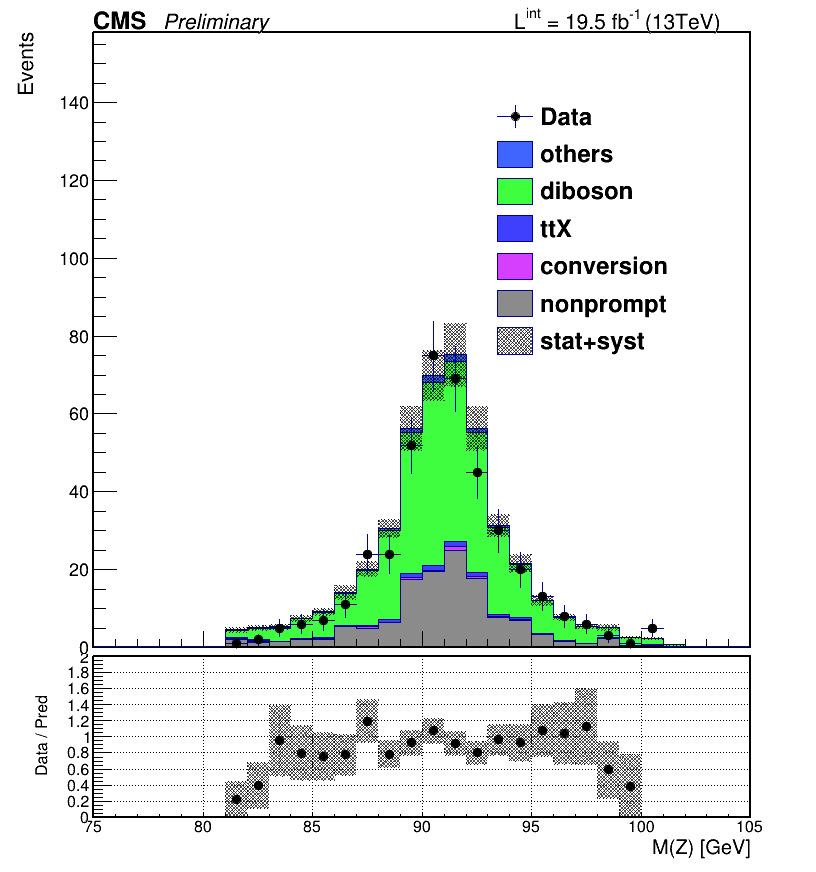 CMS Preliminary L^int = 19.5 fb^-1 (13TeV)
Events
140
120
100
80
60
40
20
0
Data
others
diboson
ttX
conversion
nonprompt
stat+syst
Data / Pred
2
1.8
1.6
1.4
1.2
1
0.8
0.6
0.4
0.2
0
75 80 85 90 95 100 105
M(Z) [GeV]